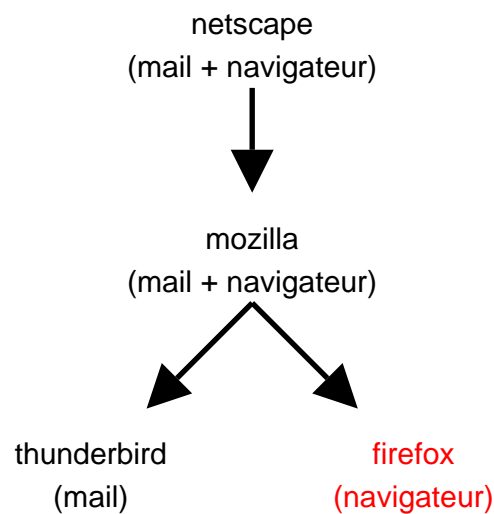 netscape
(mail + navigateur)
mozilla
(mail + navigateur)
thunderbird
(mail)
firefox
(navigateur)